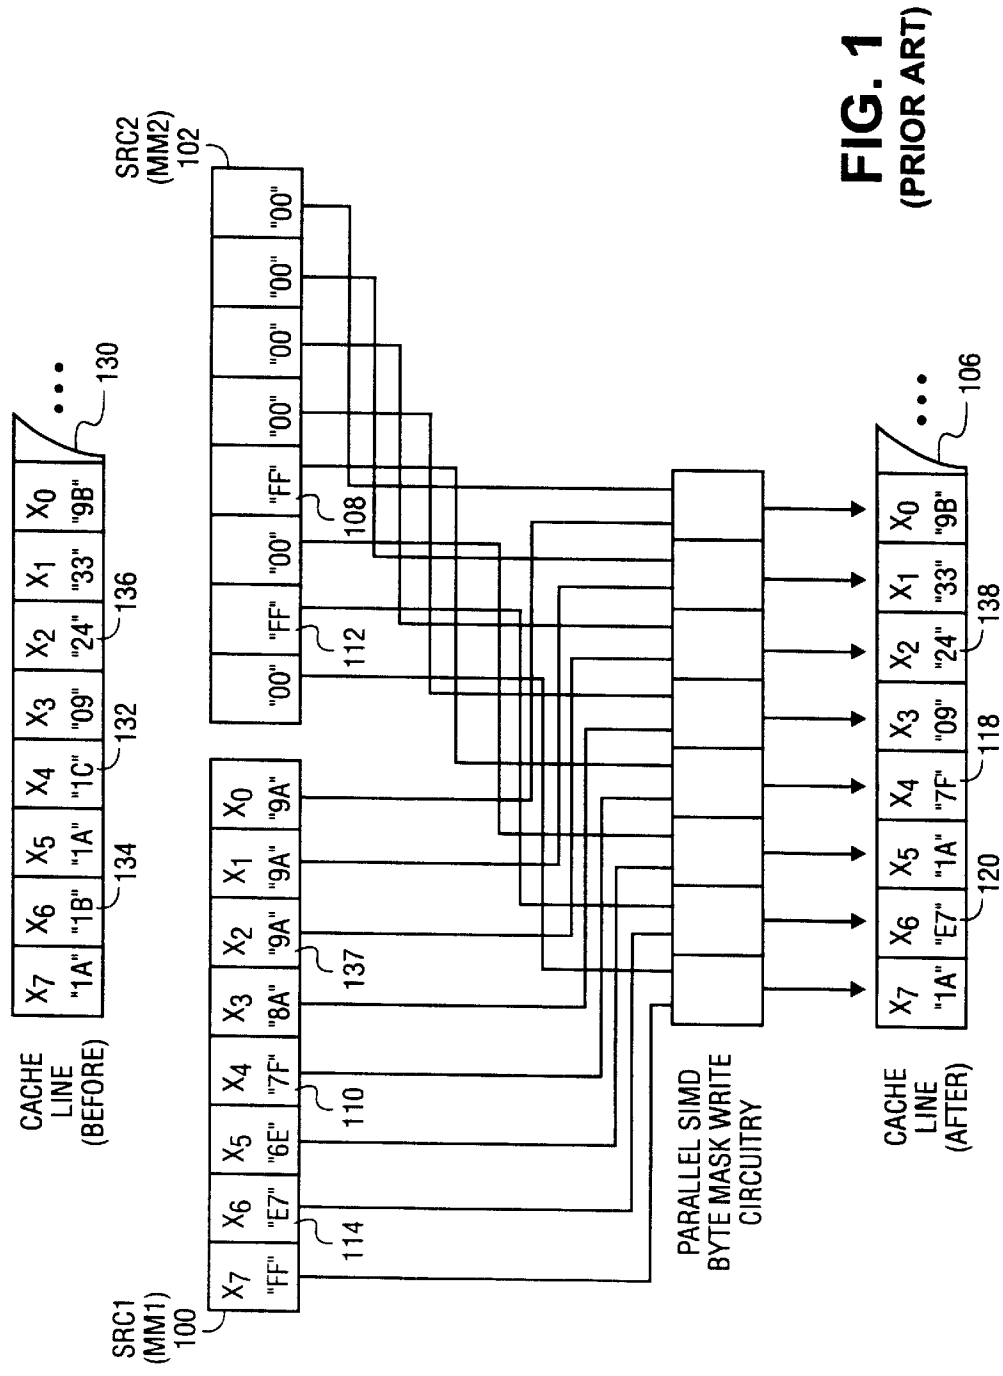 CACHE
LINE
(BEFORE)
X7 X6 X5 X4 X3 X2 X1 X0
"1A" "1B" "1A" "1C" "09" "24" "33" "9B"
134 132 136 130
SRC1
(MM1)
100
SRC2
(MM2)
102
X7 X6 X5 X4 X3 X2 X1 X0
"FF" "E7" "6E" "7F" "8A" "9A" "9A" "9A"
114 110 137
"00" "FF" "00" "FF" "00" "00" "00" "00"
112 108
PARALLEL SIMD
BYTE MASK WRITE
CIRCUITRY
CACHE
LINE
(AFTER)
X7 X6 X5 X4 X3 X2 X1 X0
"1A" "E7" "1A" "7F" "09" "24" "33" "9B"
120 118 138 106
FIG. 1
(PRIOR ART)